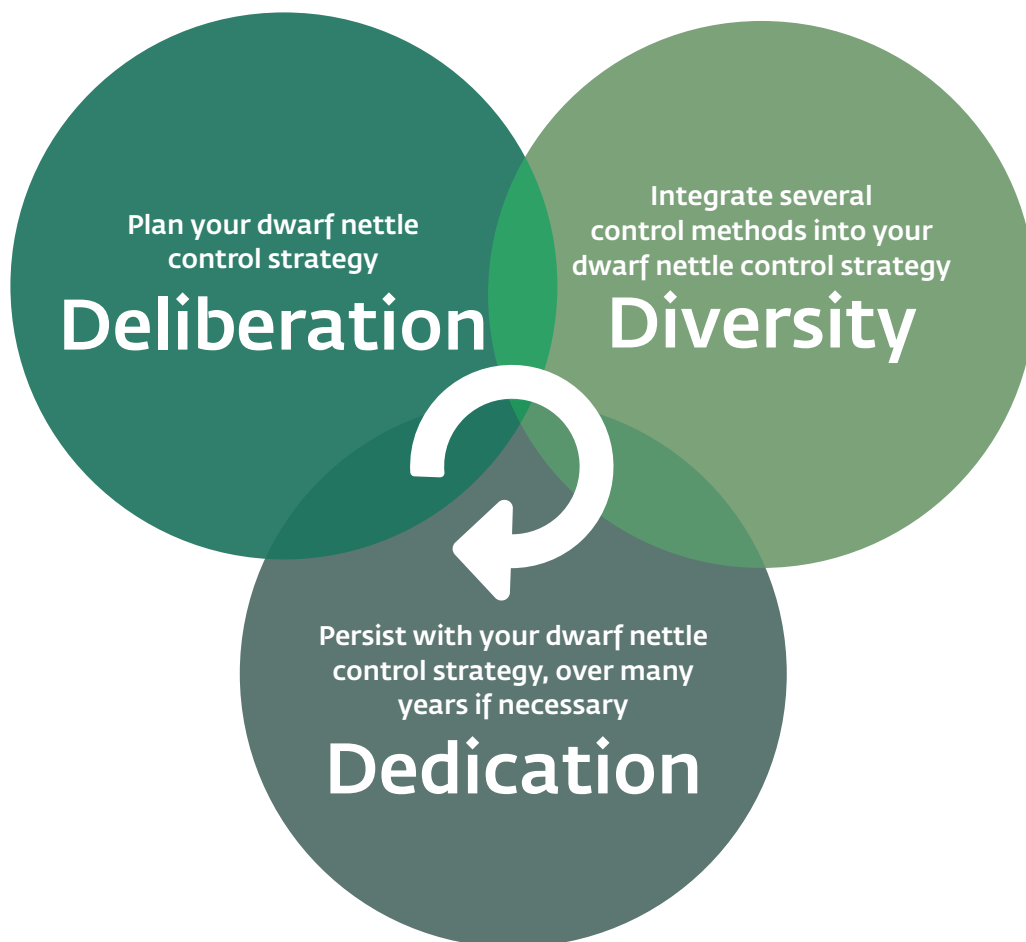 Plan your dwarf nettle
control strategy
Deliberation
Integrate several
control methods into your
dwarf nettle control strategy
Diversity
Persist with your dwarf nettle
control strategy, over many
years if necessary
Dedication